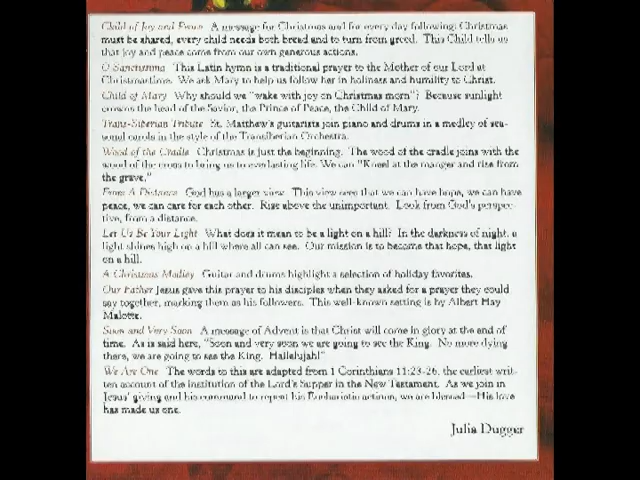 Child of Joy and Peace A message for Christmas and for every day following: Christmas
must be shared, every child needs both bread and to turn from greed. This Child tells us
that joy and peace come from our own generous actions.
O Sanctissima This Latin hymn is a traditional prayer to the Mother of our Lord at
Christmastime. We ask Mary to help us follow her in holiness and humility to Christ.
Child of Mary Why should we "wake with joy on Christmas morn"? Because sunlight
crowns the head of the Savior, the Prince of Peace, the Child of Mary.
Trans-Siberian Tribute St. Matthew's guitarists join piano and drums in a medley of sea-
sonal carols in the style of the TransSiberian Orchestra.
Wood of the Cradle Christmas is just the beginning. The wood of the cradle joins with the
wood of the cross to bring us to everlasting life. We can "Kneel at the manger and rise from
the grave."
From A Distance God has a larger view. This view sees that we can have hope, we can have
peace, we can care for each other. Rise above the unimportant. Look from God's perspec-
tive, from a distance.
Let Us Be Your Light What does it mean to be a light on a hill? In the darkness of night, a
light shines high on a hill where all can see. Our mission is to become that hope, that light
on a hill.
A Christmas Medley Guitar and drums highlight a selection of holiday favorites.
Our Father Jesus gave this prayer to his disciples when they asked for a prayer they could
say together, marking them as his followers. This well-known setting is by Albert Hay
Malotte.
Soon and Very Soon A message of Advent is that Christ will come in glory at the end of
time. As is said here, "Soon and very soon we are going to see the King. No more dying
there, we are going to see the King. Hallelujah!"
We Are One The words to this are adapted from 1 Corinthians 11:23-26, the earliest writ-
ten account of the institution of the Lord's Supper in the New Testament. As we join in
Jesus' giving and his command to repeat his Eucharistic actions, we are blessed—His love
has made us one.
Julia Dugger